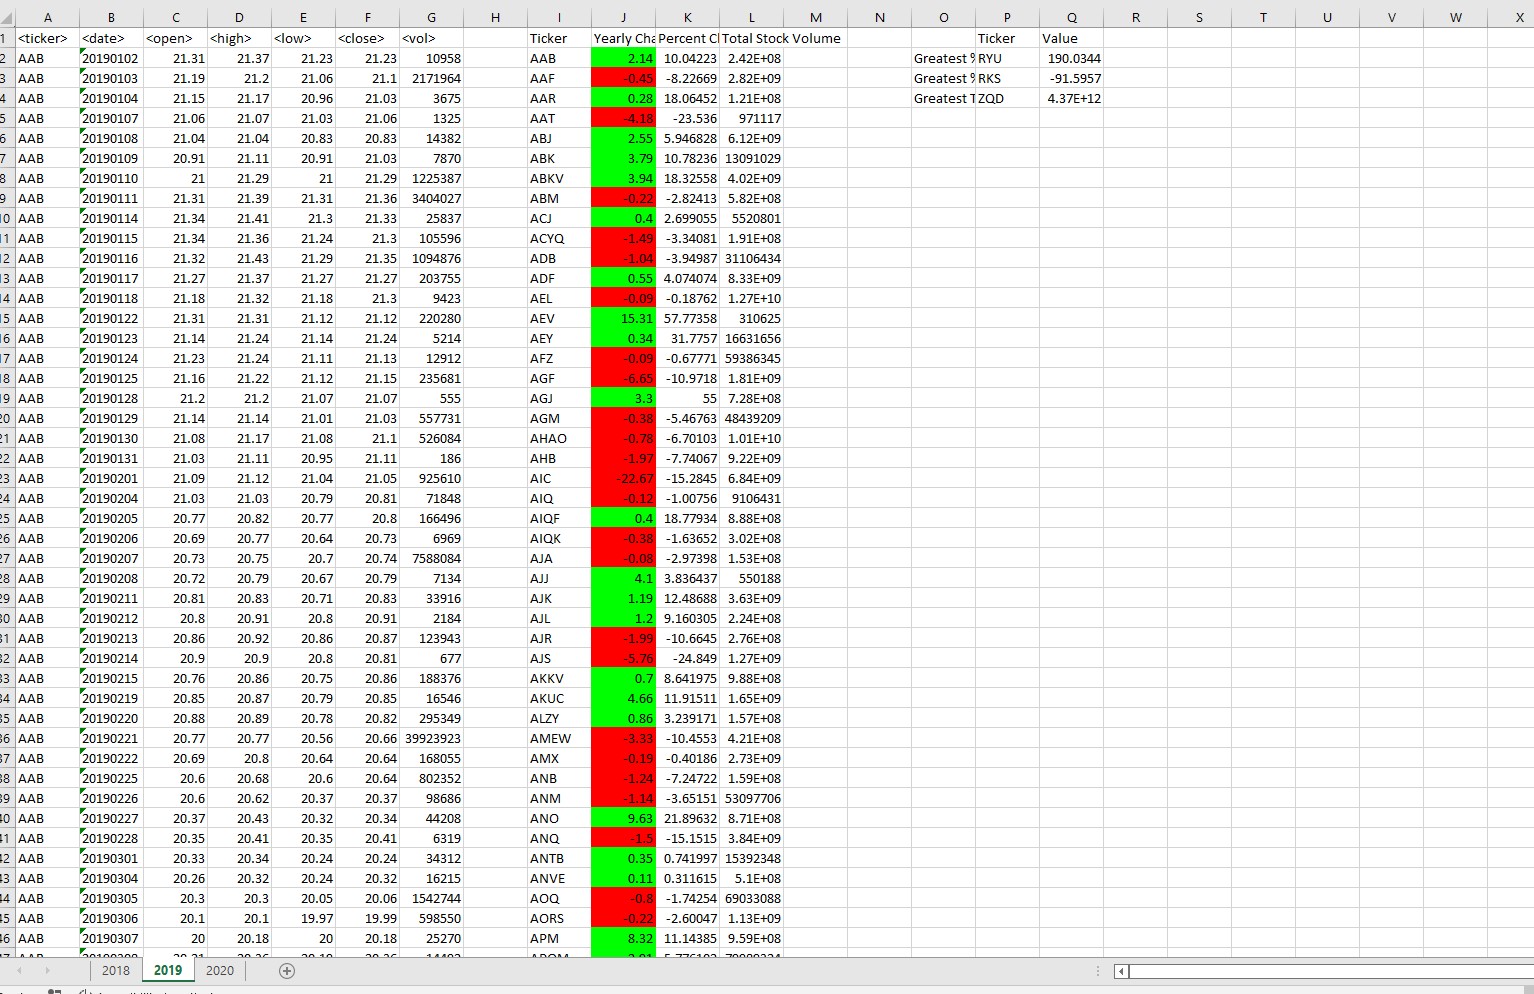 A B C D E F G H I J K L M N O P Q R S T U V W X
1 <ticker> <date> <open> <high> <low> <close> <vol> Ticker Yearly Cha Percent Cl Total Stock Volume Ticker Value
2 AAB 20190102 21.31 21.37 21.23 21.23 10958 AAB 2.14 10.04223 2.42E+08 Greatest % RYU 190.0344
3 AAB 20190103 21.19 21.2 21.06 21.1 2171964 AAF -0.45 -8.22669 2.82E+09 Greatest % RKS -91.5957
4 AAB 20190104 21.15 21.17 20.96 21.03 3675 AAR 0.28 18.06452 1.21E+08 Greatest T ZQD 4.37E+12
5 AAB 20190107 21.06 21.07 21.03 21.06 1325 AAT -4.18 -23.536 971117
6 AAB 20190108 21.04 21.04 20.83 20.83 14382 ABJ 2.55 5.946828 6.12E+09
7 AAB 20190109 20.91 21.11 20.91 21.03 7870 ABK 3.79 10.78236 13091029
8 AAB 20190110 21 21.29 21 21.29 1225387 ABKV 3.94 18.32558 4.02E+09
9 AAB 20190111 21.31 21.39 21.31 21.36 3404027 ABM -0.22 -2.82413 5.82E+08
10 AAB 20190114 21.34 21.41 21.3 21.33 25837 ACJ 0.4 2.699055 5520801
11 AAB 20190115 21.34 21.36 21.24 21.3 105596 ACYQ -1.49 -3.34081 1.91E+08
12 AAB 20190116 21.32 21.43 21.29 21.35 1094876 ADB -1.04 -3.94987 31106434
13 AAB 20190117 21.27 21.37 21.27 21.27 203755 ADF 0.55 4.074074 8.33E+09
14 AAB 20190118 21.18 21.32 21.18 21.3 9423 AEL -0.09 -0.18762 1.27E+10
15 AAB 20190122 21.31 21.31 21.12 21.12 220280 AEV 15.31 57.77358 310625
16 AAB 20190123 21.14 21.24 21.14 21.24 5214 AEY 0.34 31.7757 16631656
17 AAB 20190124 21.23 21.24 21.11 21.13 12912 AFZ -0.09 -0.67771 59386345
18 AAB 20190125 21.16 21.22 21.12 21.15 235681 AGF -6.65 -10.9718 1.81E+09
19 AAB 20190128 21.2 21.2 21.07 21.07 555 AGJ 3.3 55 7.28E+08
20 AAB 20190129 21.14 21.14 21.01 21.03 557731 AGM -0.38 -5.46763 48439209
21 AAB 20190130 21.08 21.17 21.08 21.1 526084 AHAO -0.78 -6.70103 1.01E+10
22 AAB 20190131 21.03 21.11 20.95 21.11 186 AHB -1.97 -7.74067 9.22E+09
23 AAB 20190201 21.09 21.12 21.04 21.05 925610 AIC -22.67 -15.2845 6.84E+09
24 AAB 20190204 21.03 21.03 20.79 20.81 71848 AIQ -0.12 -1.00756 9106431
25 AAB 20190205 20.77 20.82 20.77 20.8 166496 AIQF 0.4 18.77934 8.88E+08
26 AAB 20190206 20.69 20.77 20.64 20.73 6969 AIQK -0.38 -1.63652 3.02E+08
27 AAB 20190207 20.73 20.75 20.7 20.74 7588084 AJA -0.08 -2.97398 1.53E+08
28 AAB 20190208 20.72 20.79 20.67 20.79 7134 AJJ 4.1 3.836437 550188
29 AAB 20190211 20.81 20.83 20.71 20.83 33916 AJK 1.19 12.48688 3.63E+09
30 AAB 20190212 20.8 20.91 20.8 20.91 2184 AJL 1.2 9.160305 2.24E+08
31 AAB 20190213 20.86 20.92 20.86 20.87 123943 AJR -1.99 -10.6645 2.76E+08
32 AAB 20190214 20.9 20.9 20.8 20.81 677 AJS -5.76 -24.849 1.27E+09
33 AAB 20190215 20.76 20.86 20.75 20.86 188376 AKKV 0.7 8.641975 9.88E+08
34 AAB 20190219 20.85 20.87 20.79 20.85 16546 AKUC 4.66 11.91511 1.65E+09
35 AAB 20190220 20.88 20.89 20.78 20.82 295349 ALZY 0.86 3.239171 1.57E+08
36 AAB 20190221 20.77 20.77 20.56 20.66 39923923 AMEW -3.33 -10.4553 4.21E+08
37 AAB 20190222 20.69 20.8 20.64 20.64 168055 AMX -0.19 -0.40186 2.73E+09
38 AAB 20190225 20.6 20.68 20.6 20.64 802352 ANB -1.24 -7.24722 1.59E+08
39 AAB 20190226 20.6 20.62 20.37 20.37 98686 ANM -1.14 -3.65151 53097706
40 AAB 20190227 20.37 20.43 20.32 20.34 44208 ANO 9.63 21.89632 8.71E+08
41 AAB 20190228 20.35 20.41 20.35 20.41 6319 ANQ -1.5 -15.1515 3.84E+09
42 AAB 20190301 20.33 20.34 20.24 20.24 34312 ANTB 0.35 0.741997 15392348
43 AAB 20190304 20.26 20.32 20.24 20.32 16215 ANVE 0.11 0.311615 5.1E+08
44 AAB 20190305 20.3 20.3 20.05 20.06 1542744 AOQ -0.8 -1.74254 69033088
45 AAB 20190306 20.1 20.1 19.97 19.99 598550 AORS -0.22 -2.60047 1.13E+09
46 AAB 20190307 20 20.18 20 20.18 25270 APM 8.32 11.14385 9.59E+08
2018 2019 2020